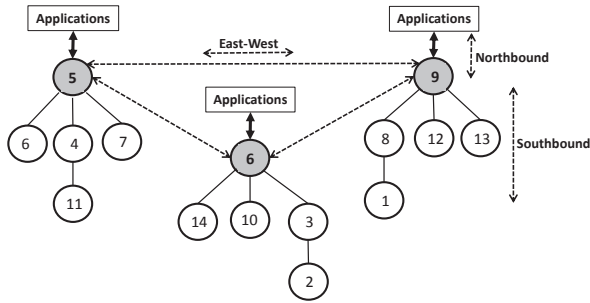 Applications
Applications
East-West
Northbound
5
9
Applications
6
4
7
8
12
13
Southbound
6
11
1
14
10
3
2